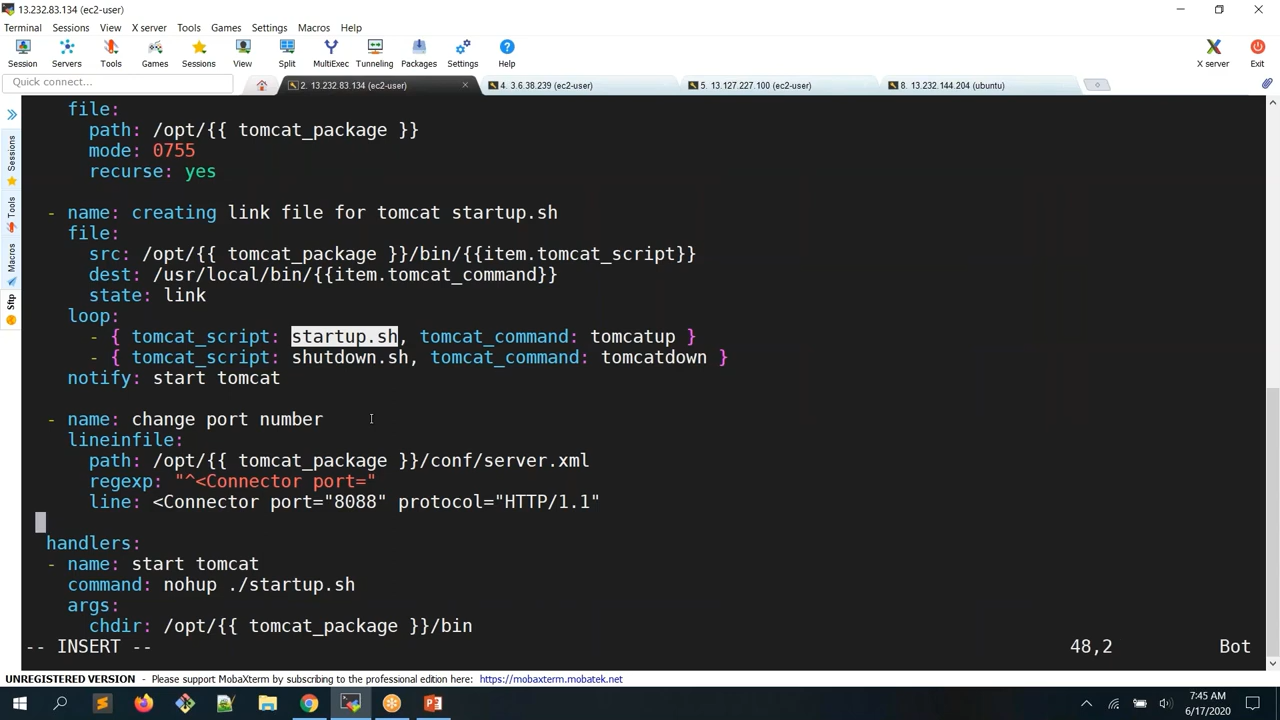 13.232.83.134 (ec2-user)
Terminal Sessions View X server Tools Games Settings Macros Help
Session Servers Tools Games Sessions View Split MultiExec Tunneling Packages Settings Help X server Exit
Quick connect...
2. 13.232.83.134 (ec2-user)
4. 3.6.38.239 (ec2-user)
5. 13.127.227.100 (ec2-user)
8. 13.232.144.204 (ubuntu)
Sessions
Tools
Macros
Sftp
file:
path: /opt/{{ tomcat_package }}
mode: 0755
recurse: yes
- name: creating link file for tomcat startup.sh
file:
src: /opt/{{ tomcat_package }}/bin/{{item.tomcat_script}}
dest: /usr/local/bin/{{item.tomcat_command}}
state: link
loop:
- { tomcat_script: startup.sh, tomcat_command: tomcatup }
- { tomcat_script: shutdown.sh, tomcat_command: tomcatdown }
notify: start tomcat
- name: change port number
lineinfile:
path: /opt/{{ tomcat_package }}/conf/server.xml
regexp: "^<Connector port="
line: <Connector port="8088" protocol="HTTP/1.1"
handlers:
- name: start tomcat
command: nohup ./startup.sh
args:
chdir: /opt/{{ tomcat_package }}/bin
-- INSERT -- 48,2 Bot
UNREGISTERED VERSION - Please support MobaXterm by subscribing to the professional edition here: https://mobaxterm.mobatek.net
7:45 AM
6/17/2020